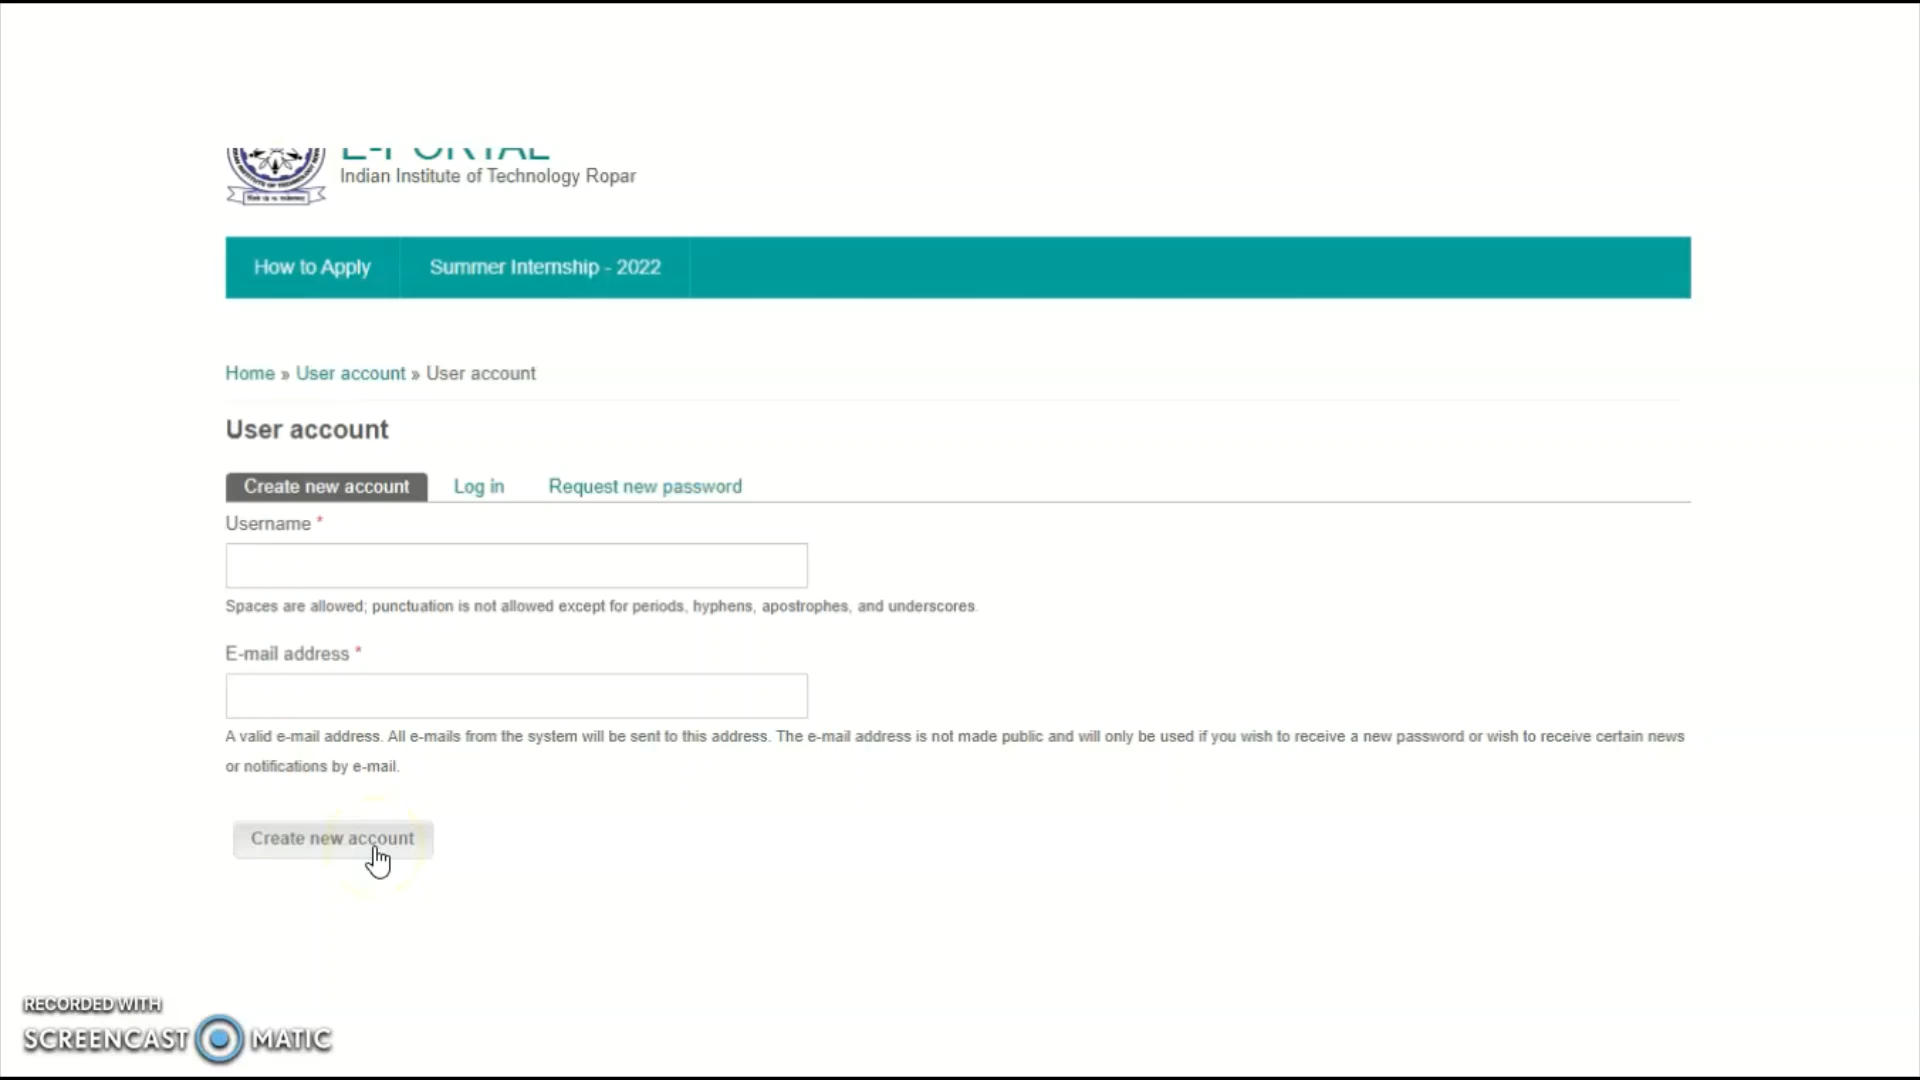 E-PORTAL
Indian Institute of Technology Ropar
How to Apply
Summer Internship - 2022
Home » User account » User account
User account
Create new account
Log in
Request new password
Username *
Spaces are allowed; punctuation is not allowed except for periods, hyphens, apostrophes, and underscores.
E-mail address *
A valid e-mail address. All e-mails from the system will be sent to this address. The e-mail address is not made public and will only be used if you wish to receive a new password or wish to receive certain news
or notifications by e-mail.
Create new account
RECORDED WITH
SCREENCAST MATIC